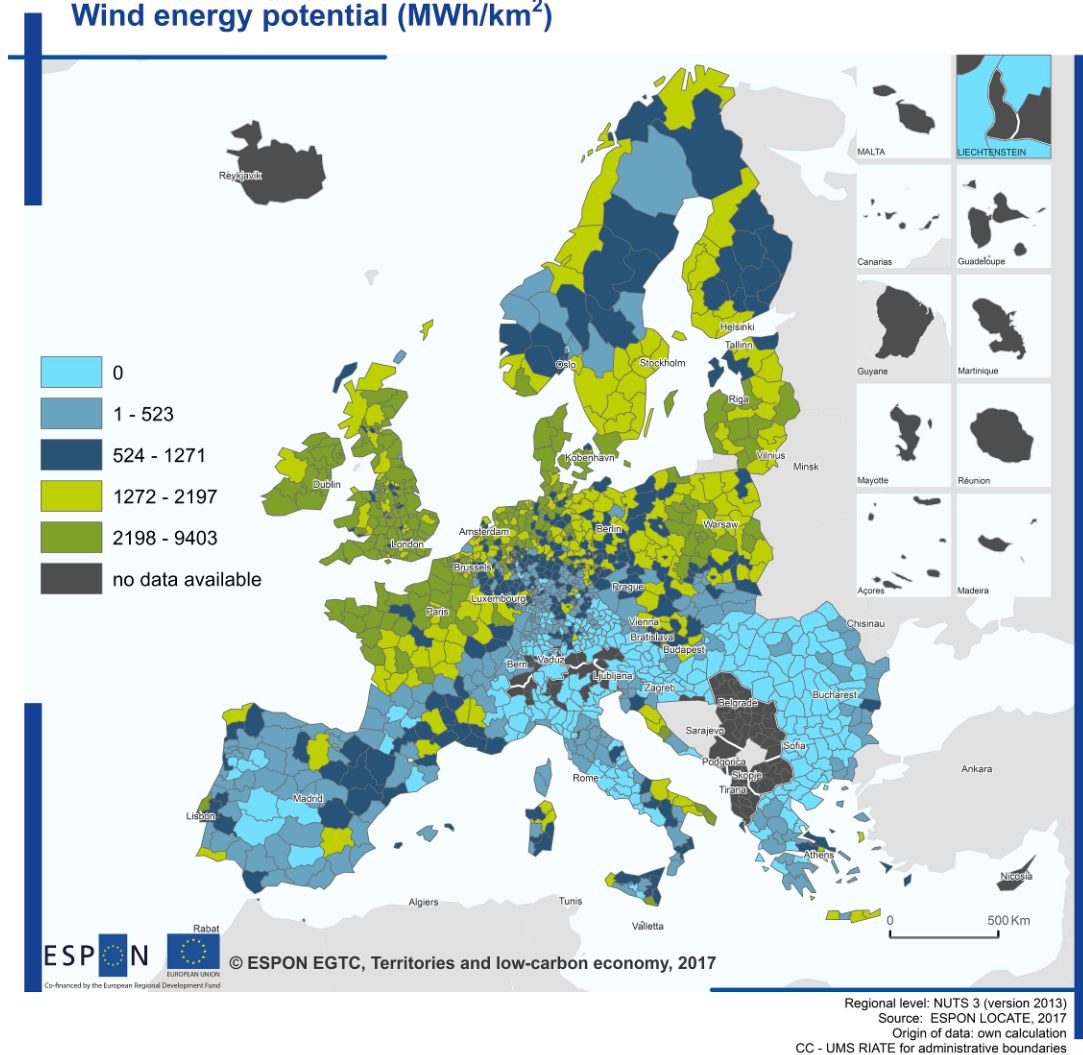 Wind energy potential (MWh/km²)
MALTA
LIECHTENSTEIN
Reykjavík
Canarias
Guadeloupe
Helsinki
Tallinn
Oslo
Stockholm
Guyane
Martinique
0
1 - 523
524 - 1271
1272 - 2197
2198 - 9403
no data available
Riga
København
Vilnius
Minsk
Dublin
Mayotte
Réunion
Amsterdam
Berlin
Warsaw
London
Brussels
Prague
Luxembourg
Paris
Açores
Madeira
Vienna
Bratislava
Chisinau
Budapest
Bern
Vaduz
Ljubljana
Zagreb
Bucharest
Belgrade
Sarajevo
Sofia
Podgorica
Skopje
Tirana
Rome
Ankara
Madrid
Lisbon
Athens
Nicosia
Algiers
Tunis
Valletta
Rabat
0 500 Km
ESPON
EUROPEAN UNION
Co-financed by the European Regional Development Fund
© ESPON EGTC, Territories and low-carbon economy, 2017
Regional level: NUTS 3 (version 2013)
Source: ESPON LOCATE, 2017
Origin of data: own calculation
CC - UMS RIATE for administrative boundaries